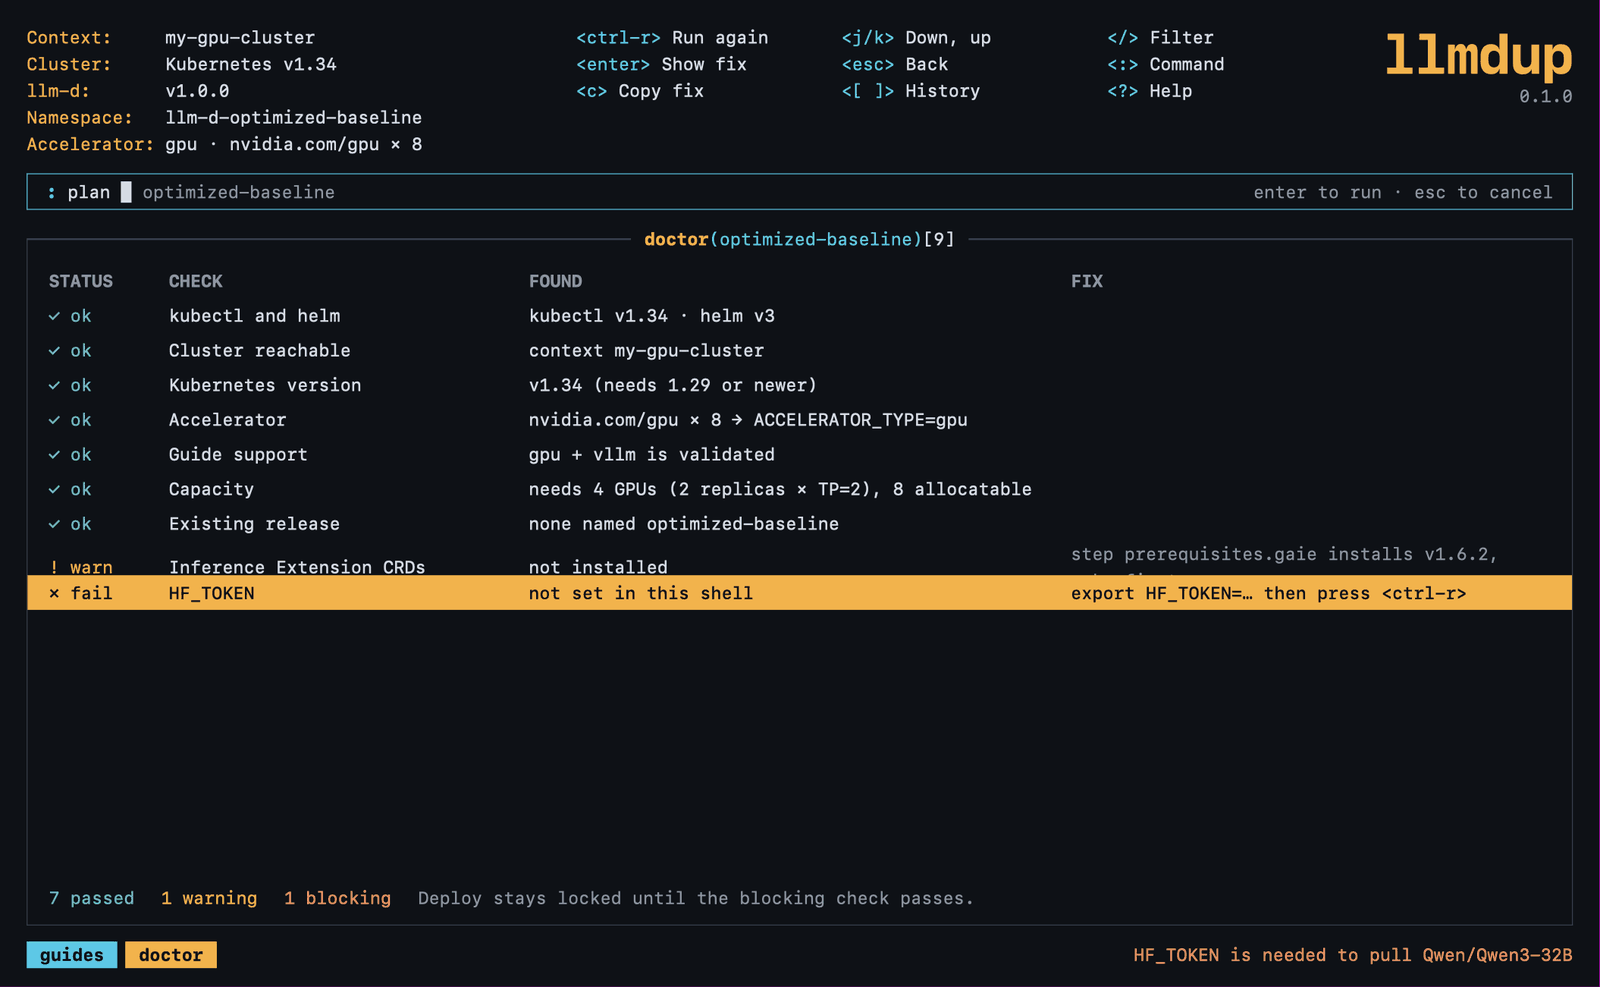 Context: my-gpu-cluster <ctrl-r> Run again <j/k> Down, up </> Filter llmdup
Cluster: Kubernetes v1.34 <enter> Show fix <esc> Back <:> Command
llm-d: v1.0.0 <c> Copy fix <[ ]> History <?> Help 0.1.0
Namespace: llm-d-optimized-baseline
Accelerator: gpu · nvidia.com/gpu × 8
: plan optimized-baseline enter to run · esc to cancel
doctor(optimized-baseline)[9]
STATUS CHECK FOUND FIX
✓ ok kubectl and helm kubectl v1.34 · helm v3
✓ ok Cluster reachable context my-gpu-cluster
✓ ok Kubernetes version v1.34 (needs 1.29 or newer)
✓ ok Accelerator nvidia.com/gpu × 8 → ACCELERATOR_TYPE=gpu
✓ ok Guide support gpu + vllm is validated
✓ ok Capacity needs 4 GPUs (2 replicas × TP=2), 8 allocatable
✓ ok Existing release none named optimized-baseline
! warn Inference Extension CRDs not installed step prerequisites.gaie installs v1.6.2,
× fail HF_TOKEN not set in this shell export HF_TOKEN=… then press <ctrl-r>
7 passed 1 warning 1 blocking Deploy stays locked until the blocking check passes.
guides doctor HF_TOKEN is needed to pull Qwen/Qwen3-32B